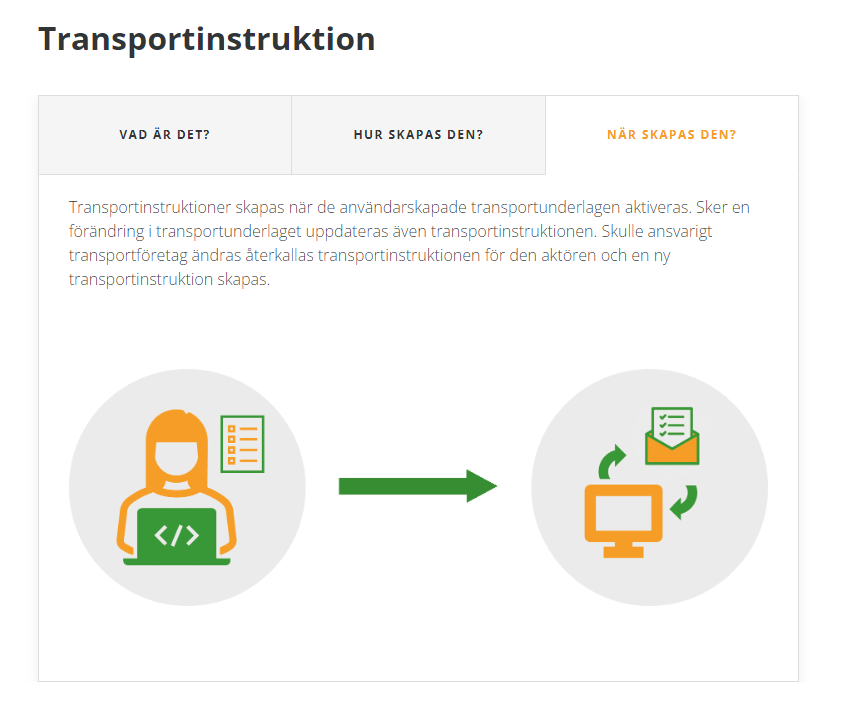 Transportinstruktion
VAD ÄR DET?
HUR SKAPAS DEN?
NÄR SKAPAS DEN?
Transportinstruktioner skapas när de användarskapade transportunderlagen aktiveras. Sker en
förändring i transportunderlaget uppdateras även transportinstruktionen. Skulle ansvarigt
transportföretag ändras återkallas transportinstruktionen för den aktören och en ny
transportinstruktion skapas.
</>